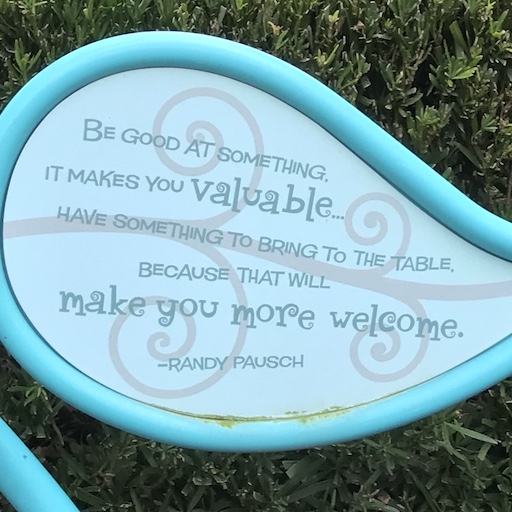 BE GOOD AT SOMETHING,
IT MAKES YOU valuable...
HAVE SOMETHING TO BRING TO THE TABLE,
BECAUSE THAT WILL
make you more welcome.
-RANDY PAUSCH